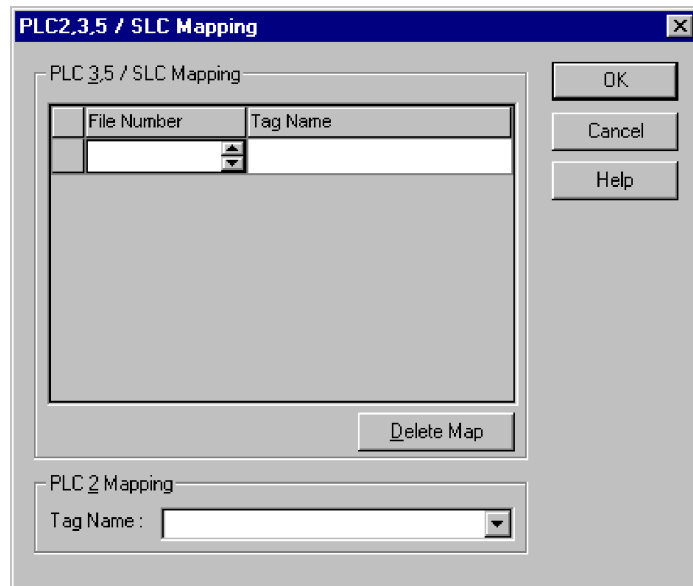 PLC2,3,5 / SLC Mapping
PLC 3,5 / SLC Mapping
File Number Tag Name
OK
Cancel
Help
Delete Map
PLC 2 Mapping
Tag Name :